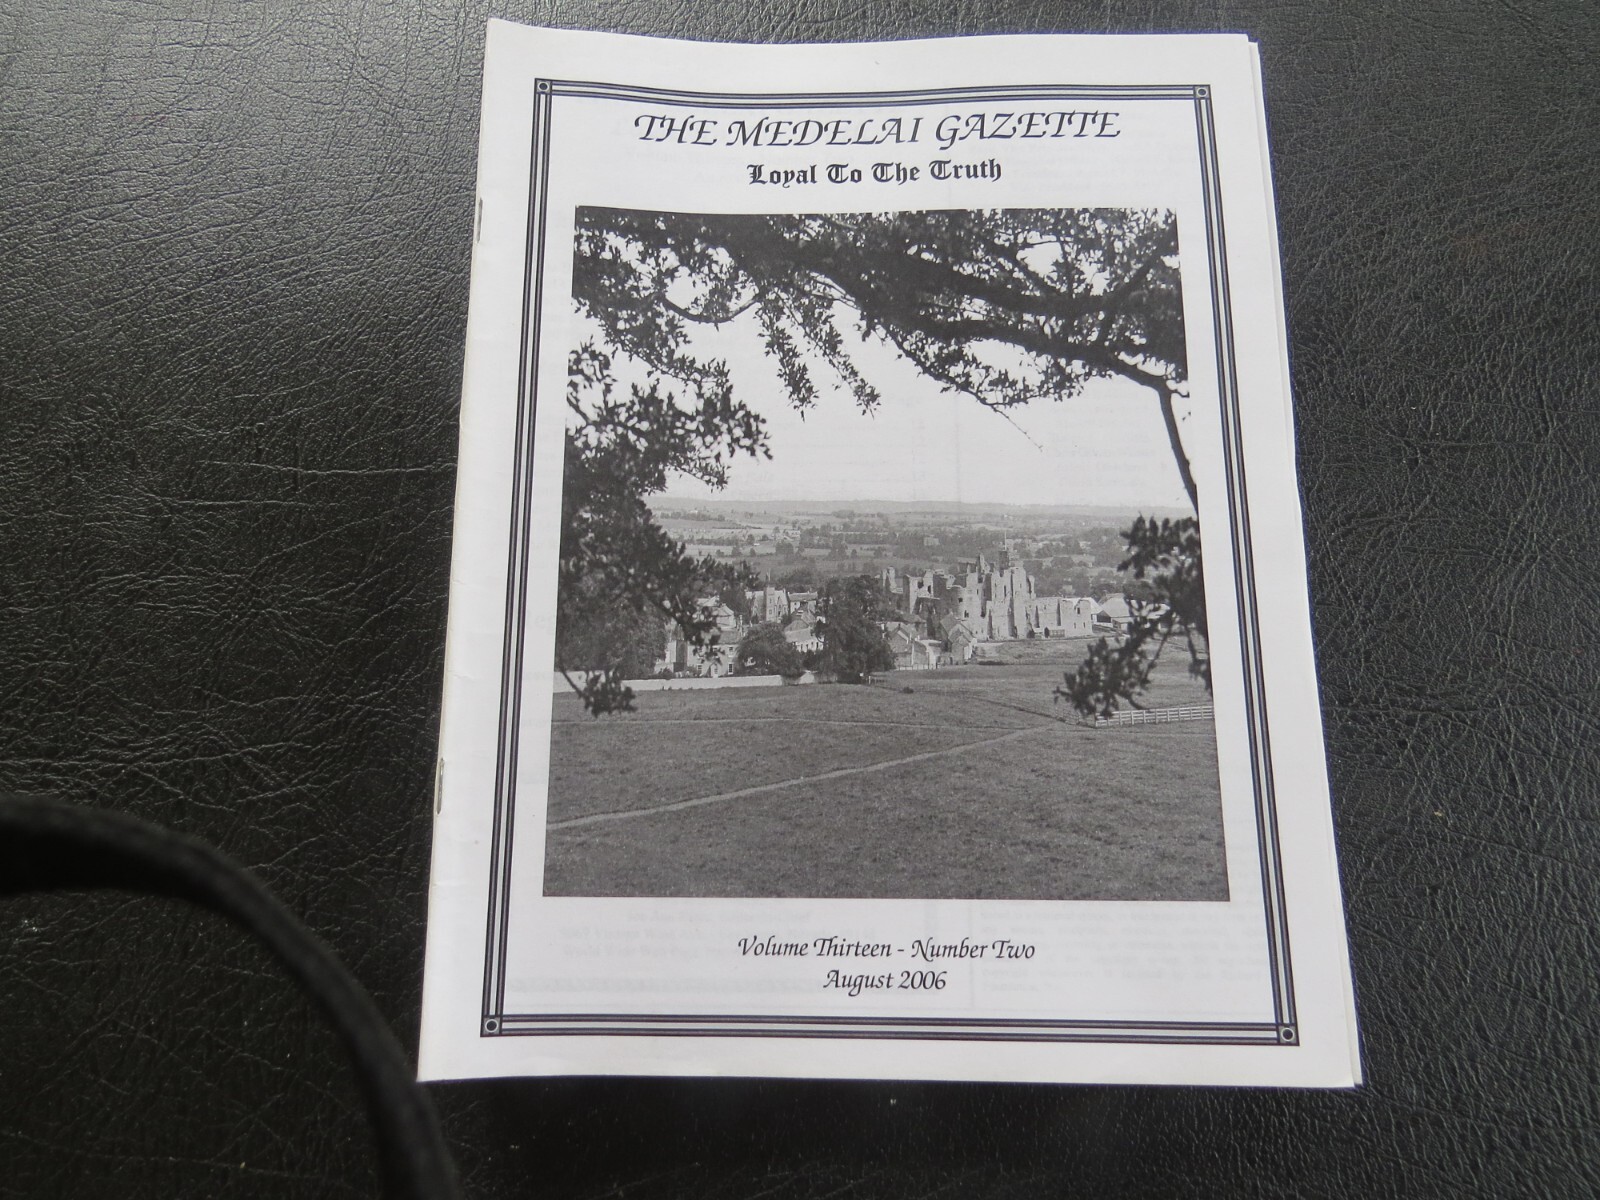 THE MEDELAI GAZETTE
Loyal To The Truth
Volume Thirteen - Number Two
August 2006